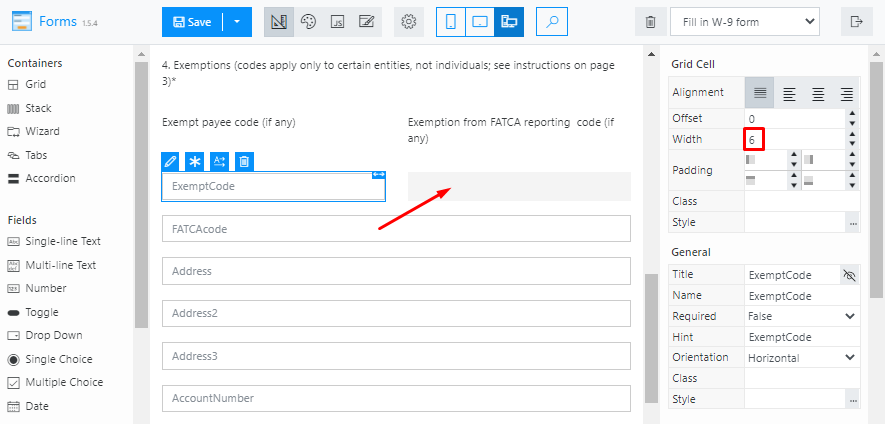 Forms 1.5.4
Save
JS
Fill in W-9 form
Containers
Grid
Stack
Wizard
Tabs
Accordion
Fields
Abc Single-line Text
Multi-line Text
123 Number
Toggle
Drop Down
Single Choice
Multiple Choice
Date
4. Exemptions (codes apply only to certain entities, not individuals; see instructions on page
3)*
Exempt payee code (if any)
Exemption from FATCA reporting code (if
any)
ExemptCode
FATCAcode
Address
Address2
Address3
AccountNumber
Grid Cell
Alignment
Offset 0
Width 6
Padding
Class
Style ...
General
Title ExemptCode
Name ExemptCode
Required False
Hint ExemptCode
Orientation Horizontal
Class
Style ...